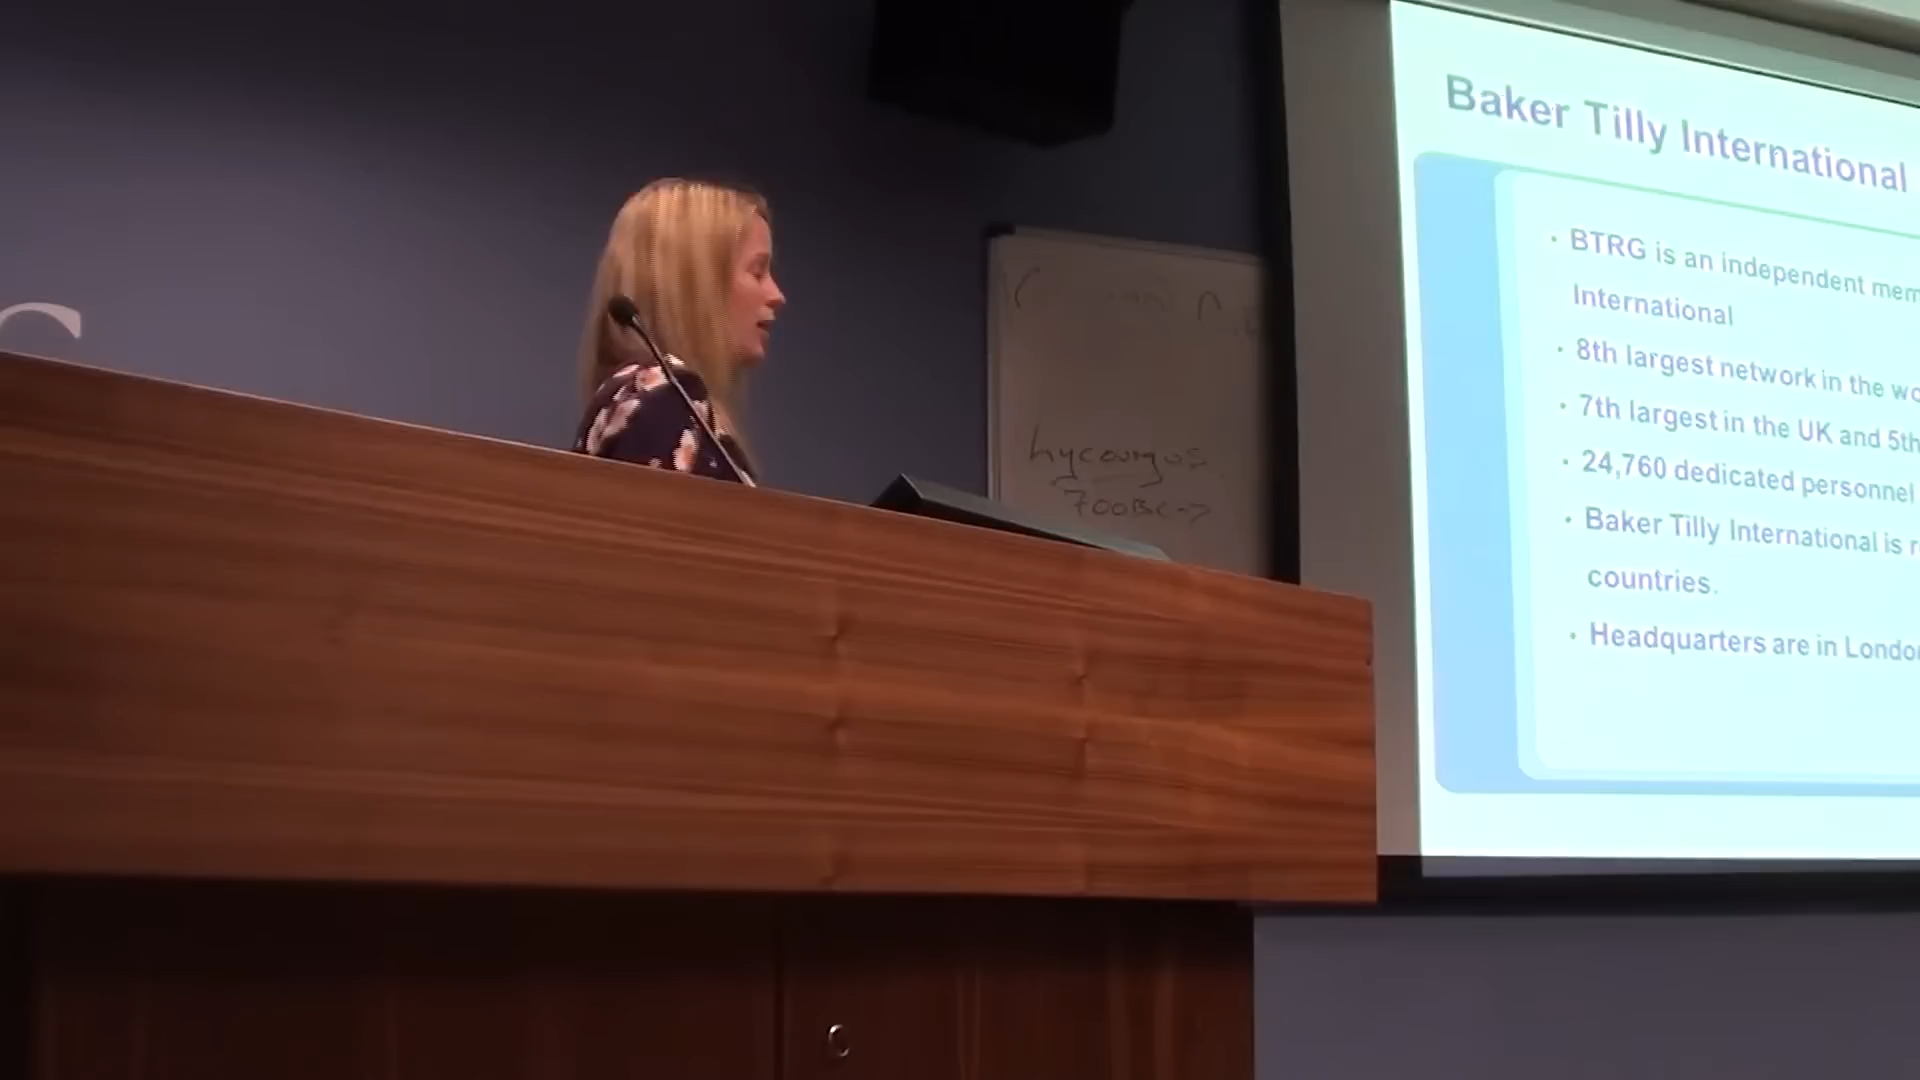 Baker Tilly International
• BTRG is an independent mem
International
• 8th largest network in the wo
• 7th largest in the UK and 5th
• 24,760 dedicated personnel
• Baker Tilly International is r
countries.
• Headquarters are in London
Lycourgos
700BC->